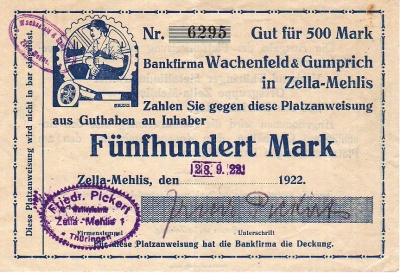 Nr. 6295 Gut für 500 Mark
Bankfirma Wachenfeld & Gumprich
in Zella-Mehlis
Zahlen Sie gegen diese Platzanweisung
aus Guthaben an Inhaber
Fünfhundert Mark
Zella-Mehlis, den 28. 9. 22 1922.
Friedr. Pickert
Zella-Mehlis 1
Thüringen
Firmenstempel
Unterschrift
Für diese Platzanweisung hat die Bankfirma die Deckung.
Diese Platzanweisung wird nicht in bar eingelöst.